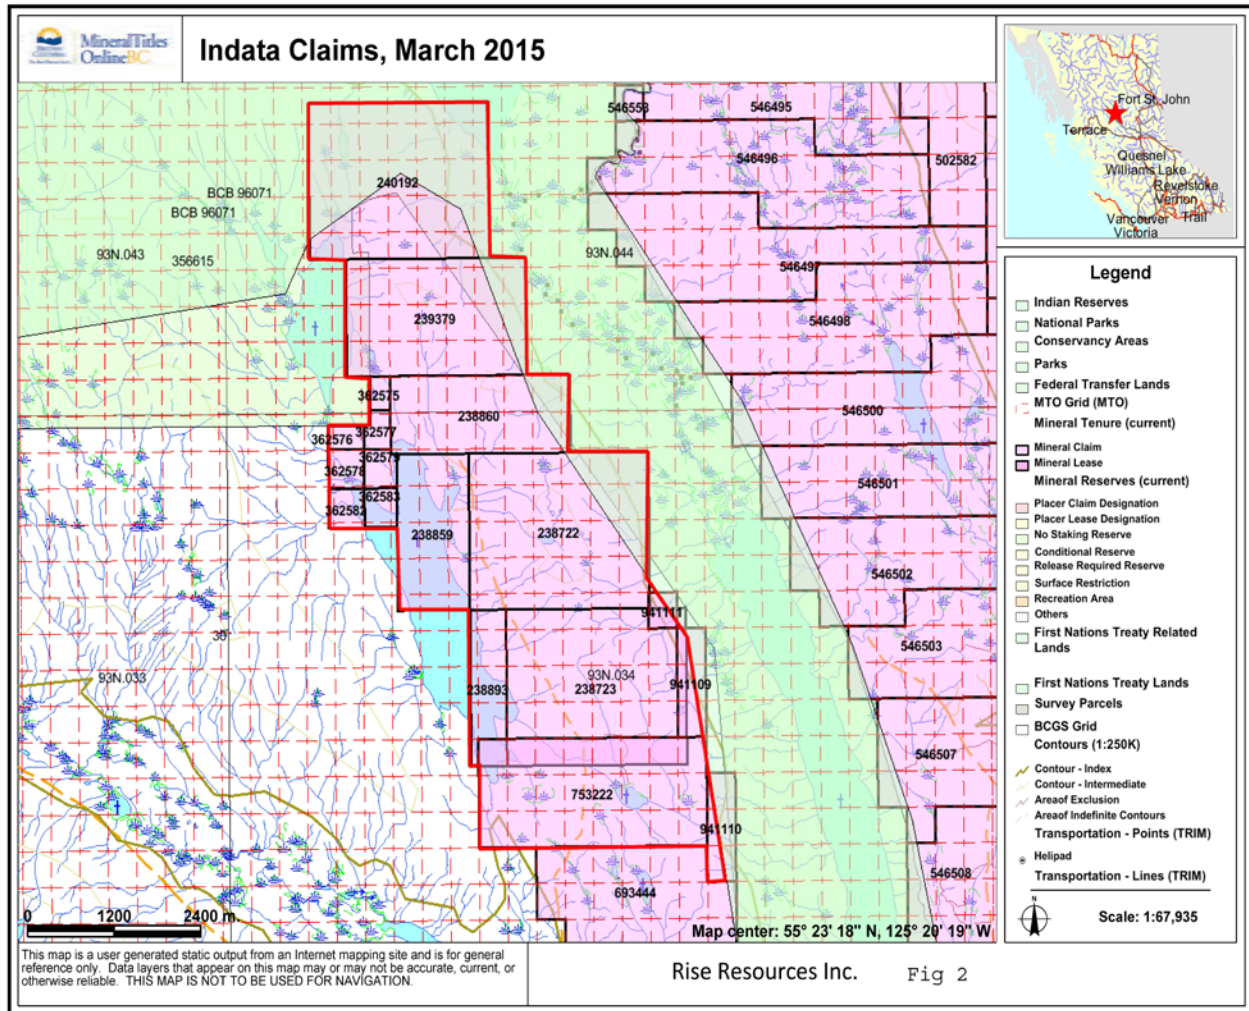 MineralTitles
OnlineBC
Indata Claims, March 2015
Fort St. John
Terrace
Quesnel
Williams Lake
Revelstoke
Vernon
Vancouver
Trail
Victoria
546553
546495
546496
502582
240192
BCB 96071
BCB 96071
93N.043
356615
93N.044
546497
546498
239379
362575
238860
546500
362576
362577
362578
362579
546501
362583
362582
238859
238722
546502
941111
546503
30
93N.033
93N.034
238893
238723
941109
546507
753222
941110
693444
546508
0 1200 2400 m.
Map center: 55° 23' 18" N, 125° 20' 19" W
Legend
Indian Reserves
National Parks
Conservancy Areas
Parks
Federal Transfer Lands
MTO Grid (MTO)
Mineral Tenure (current)
Mineral Claim
Mineral Lease
Mineral Reserves (current)
Placer Claim Designation
Placer Lease Designation
No Staking Reserve
Conditional Reserve
Release Required Reserve
Surface Restriction
Recreation Area
Others
First Nations Treaty Related
Lands
First Nations Treaty Lands
Survey Parcels
BCGS Grid
Contours (1:250K)
Contour - Index
Contour - Intermediate
Areaof Exclusion
Areaof Indefinite Contours
Transportation - Points (TRIM)
Helipad
Transportation - Lines (TRIM)
N
Scale: 1:67,935
This map is a user generated static output from an Internet mapping site and is for general
reference only. Data layers that appear on this map may or may not be accurate, current, or
otherwise reliable. THIS MAP IS NOT TO BE USED FOR NAVIGATION.
Rise Resources Inc. Fig 2